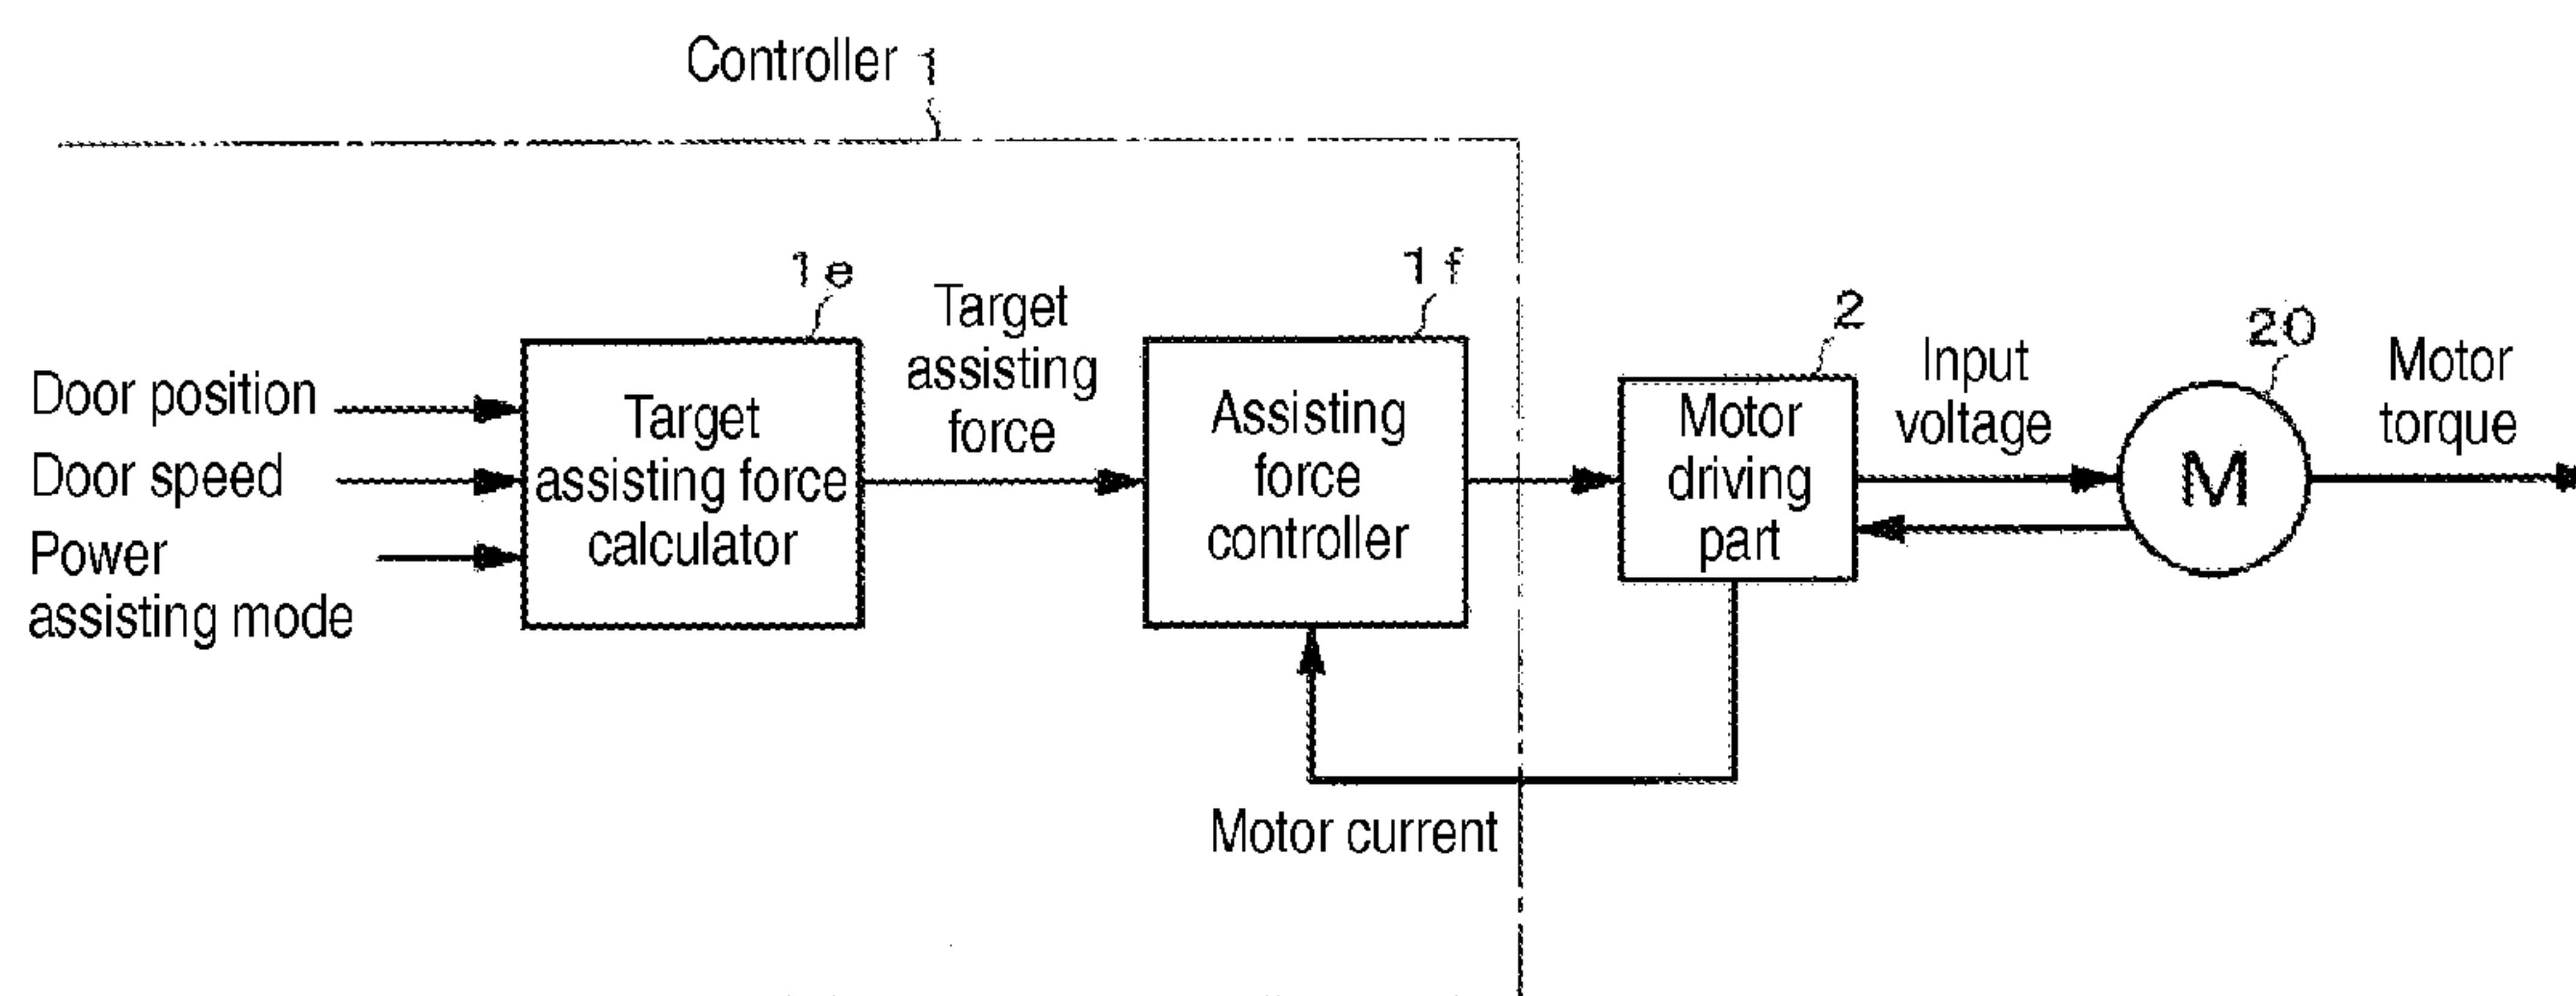 Controller 1
1e
Target
assisting
force
1f
2
20
Door position
Door speed
Power
assisting mode
Target
assisting force
calculator
Assisting
force
controller
Motor
driving
part
Input
voltage
M
Motor
torque
Motor current